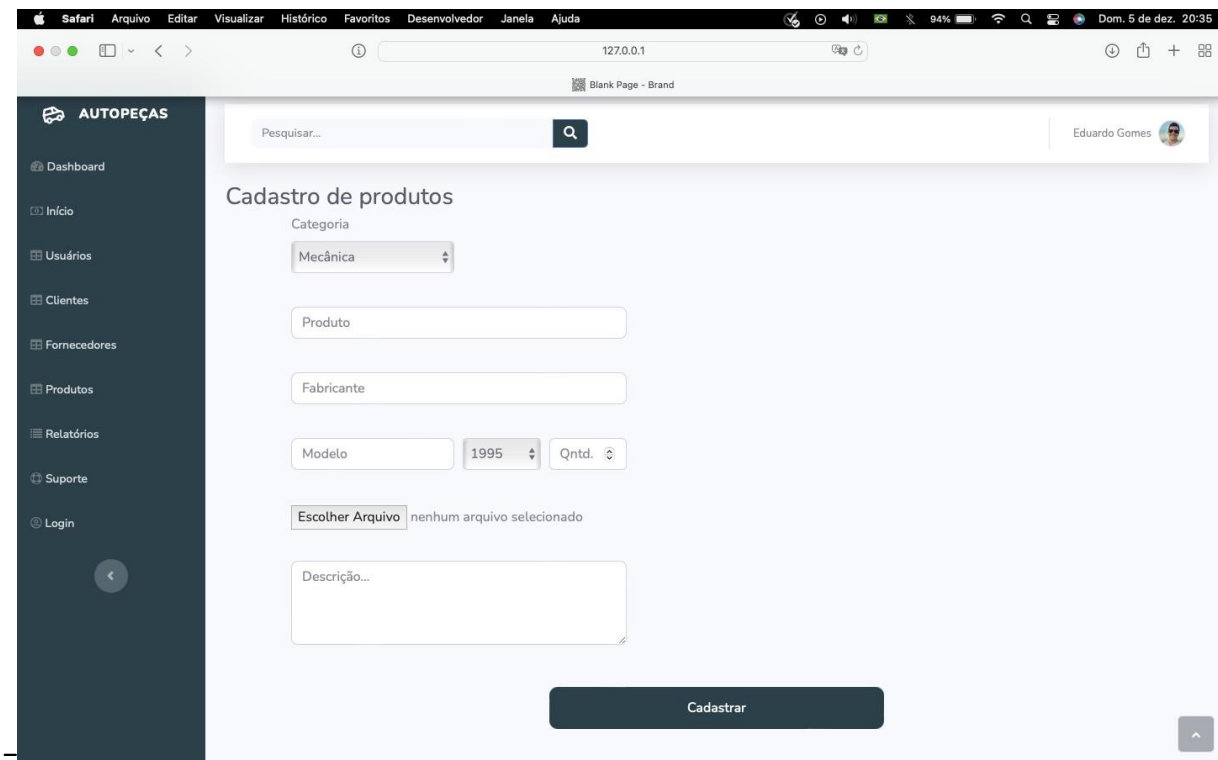 Safari Arquivo Editar Visualizar Histórico Favoritos Desenvolvedor Janela Ajuda 94% Dom. 5 de dez. 20:35
127.0.0.1
Blank Page - Brand
AUTOPEÇAS
Pesquisar...
Eduardo Gomes
Dashboard
Início
Usuários
Clientes
Fornecedores
Produtos
Relatórios
Suporte
Login
Cadastro de produtos
Categoria
Mecânica
Produto
Fabricante
Modelo 1995 Qntd.
Escolher Arquivo nenhum arquivo selecionado
Descrição...
Cadastrar